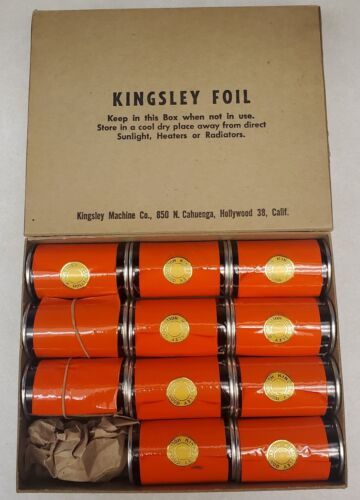 KINGSLEY FOIL
Keep in this Box when not in use.
Store in a cool dry place away from direct
Sunlight, Heaters or Radiators.
Kingsley Machine Co., 850 N. Cahuenga, Hollywood 38, Calif.